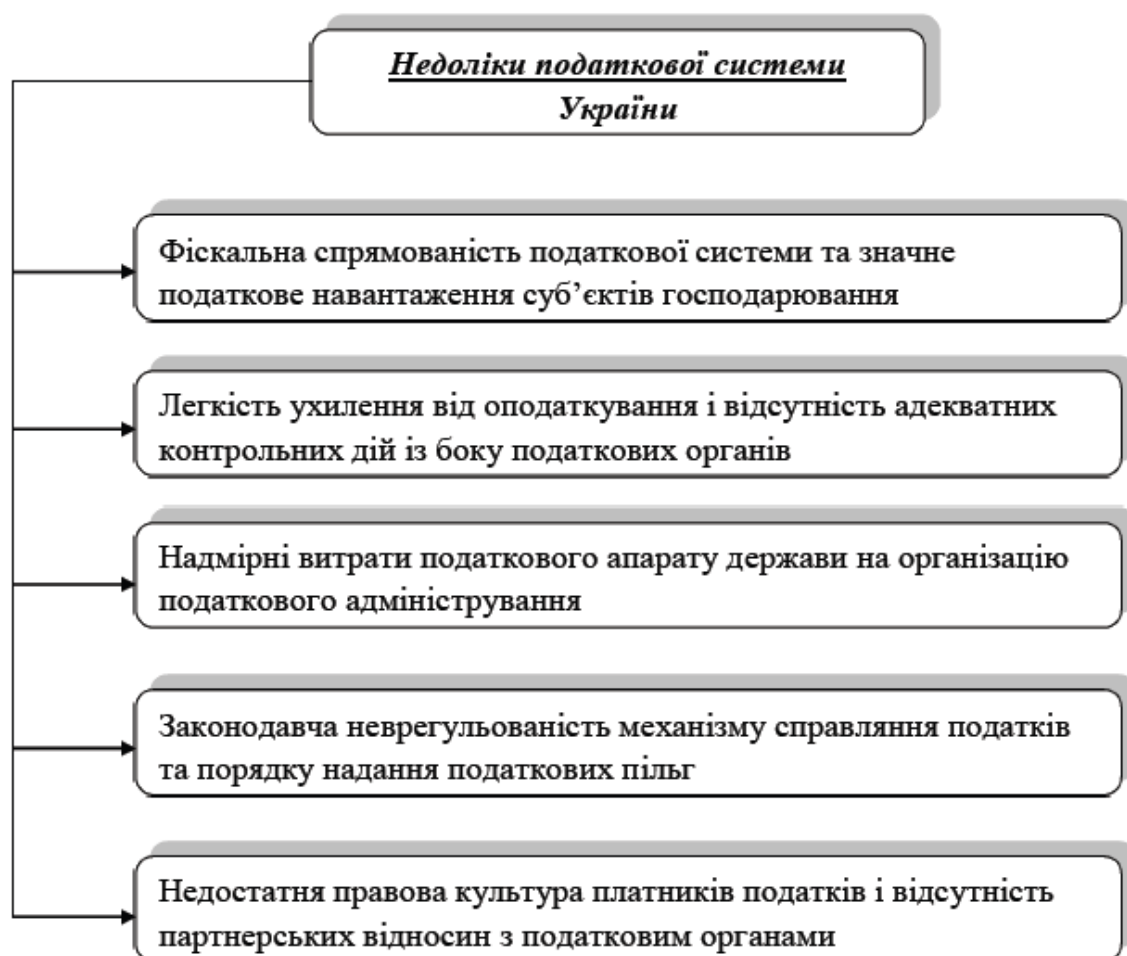 Недоліки податкової системи
України
Фіскальна спрямованість податкової системи та значне
податкове навантаження суб’єктів господарювання
Легкість ухилення від оподаткування і відсутність адекватних
контрольних дій із боку податкових органів
Надмірні витрати податкового апарату держави на організацію
податкового адміністрування
Законодавча неврегульованість механізму справляння податків
та порядку надання податкових пільг
Недостатня правова культура платників податків і відсутність
партнерських відносин з податковим органами